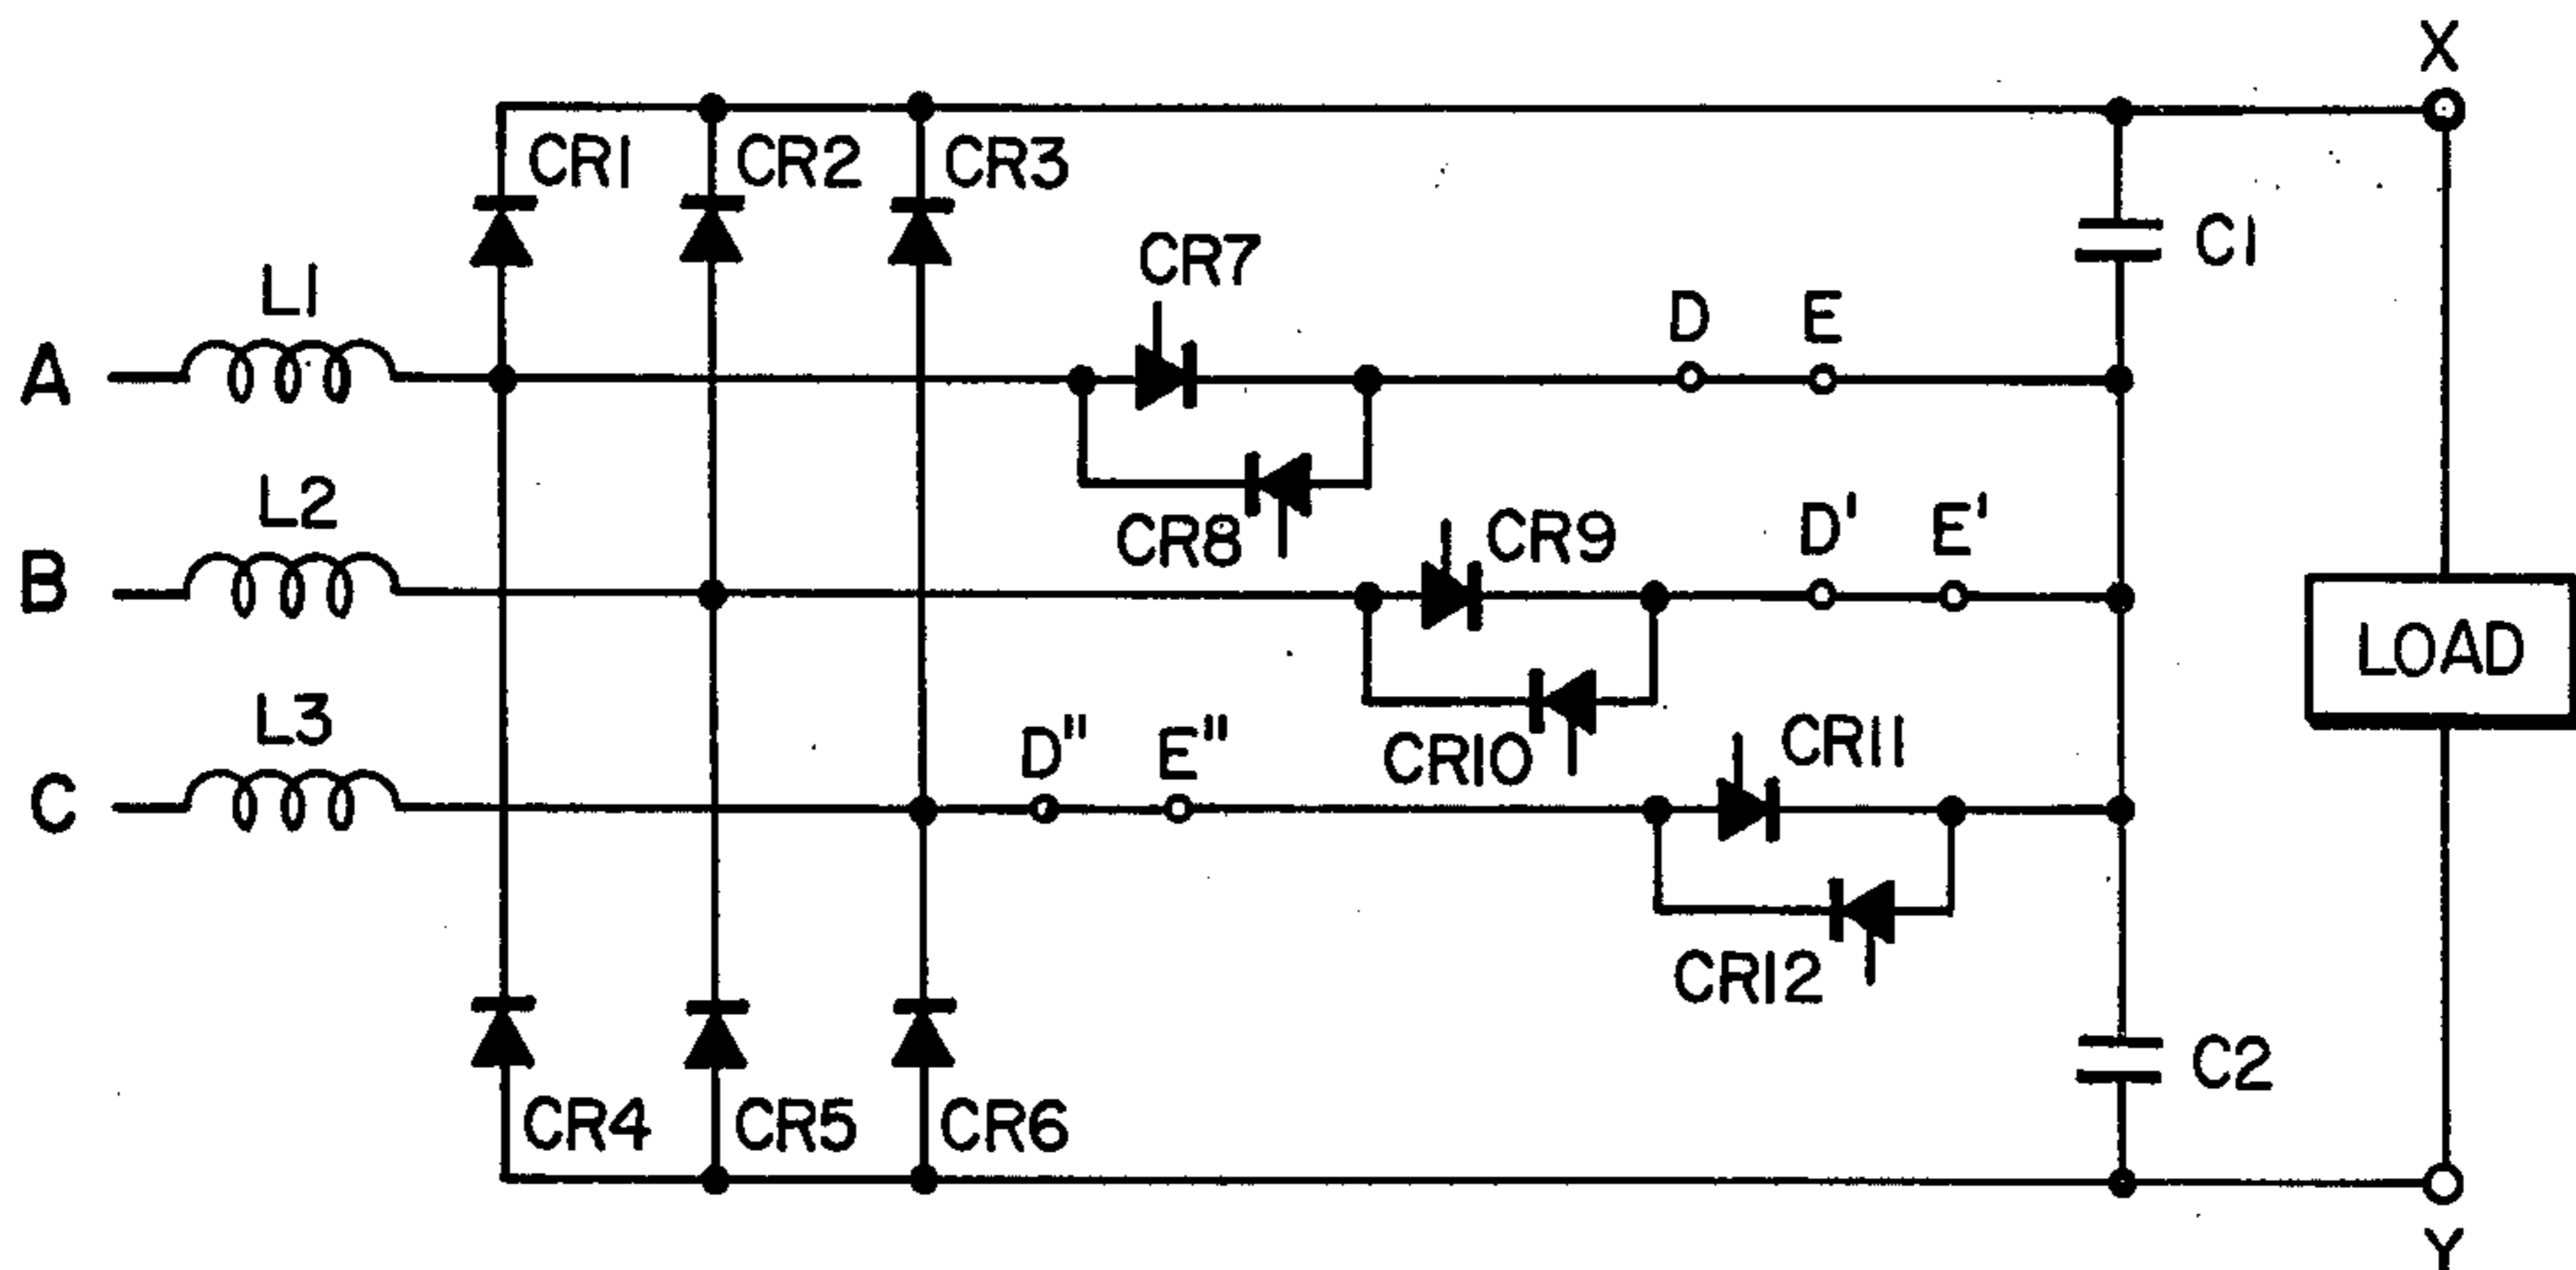 X
CR1 CR2 CR3
CR7
C1
L1
D E
A
L2
CR8
CR9
D' E'
B
LOAD
L3
D" E"
CR10
CR11
C
CR12
C2
CR4 CR5 CR6
Y